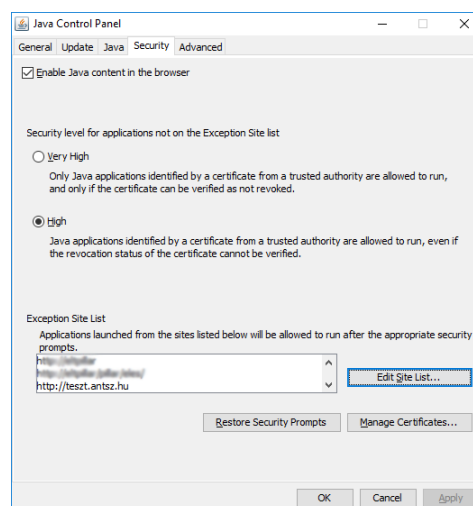 Java Control Panel
General Update Java Security Advanced
Enable Java content in the browser
Security level for applications not on the Exception Site list
Very High
Only Java applications identified by a certificate from a trusted authority are allowed to run,
and only if the certificate can be verified as not revoked.
High
Java applications identified by a certificate from a trusted authority are allowed to run, even if
the revocation status of the certificate cannot be verified.
Exception Site List
Applications launched from the sites listed below will be allowed to run after the appropriate security
prompts.
http://teszt.antsz.hu
Edit Site List...
Restore Security Prompts Manage Certificates...
OK Cancel Apply